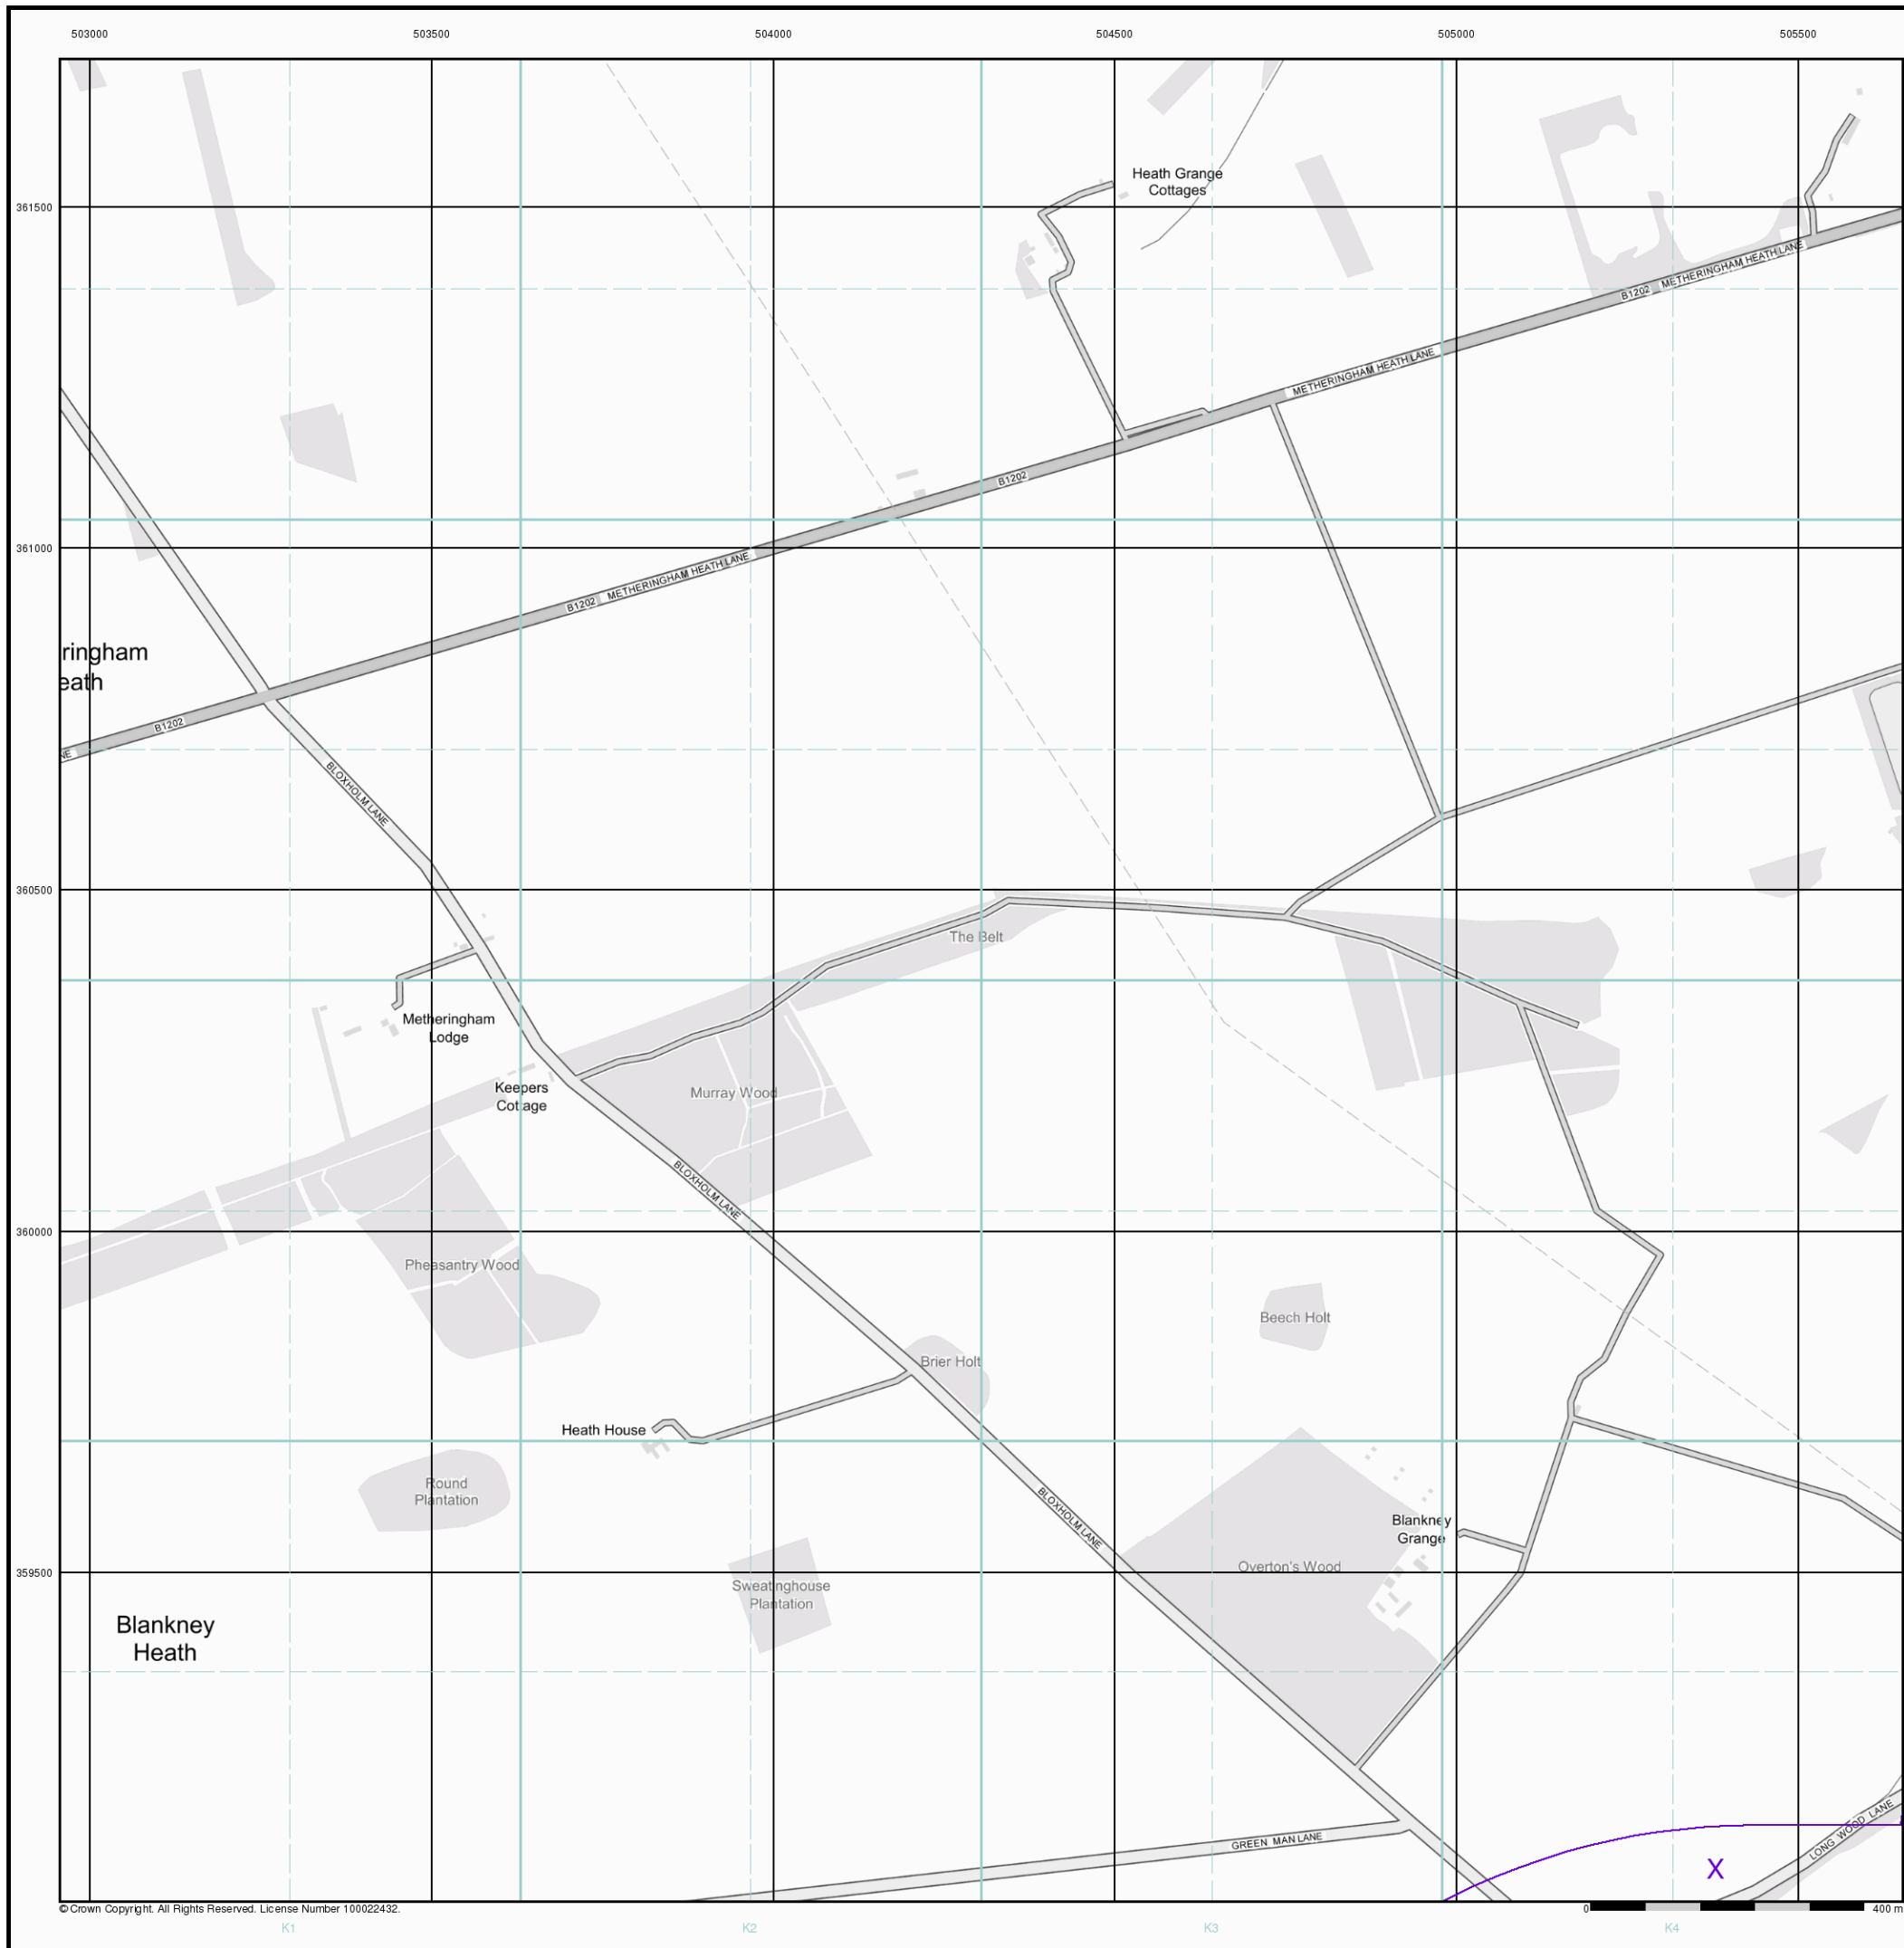 503000 503500 504000 504500 505000 505500
Heath Grange
Cottages
361500
METHERINGHAM HEATH LANE
B1202
METHERINGHAM HEATH LANE
B1202
361000
B1202 METHERINGHAM HEATH LANE
ringham
eath
B1202
NE
BLOXHOLM LANE
360500
The Belt
Metheringham
Lodge
Keepers
Cottage
Murray Wood
BLOXHOLM LANE
360000
Pheasantry Wood
Beech Holt
Brier Holt
Heath House
Round
Plantation
BLOXHOLM LANE
Blankney
Grange
Overton's Wood
359500
Sweatinghouse
Plantation
Blankney
Heath
LONG WOOD LANE
GREEN MAN LANE
X
© Crown Copyright. All Rights Reserved. License Number 100022432.
0 400 m
K1 K2 K3 K4